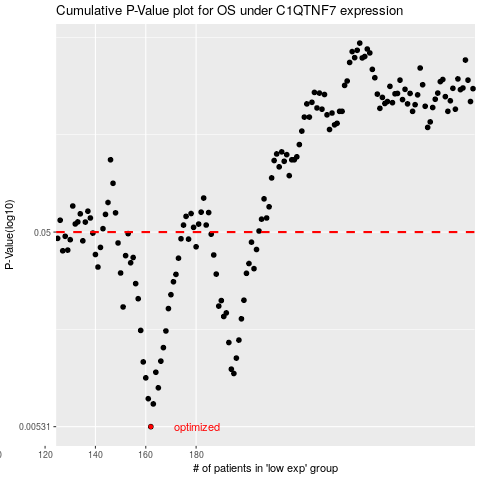 Cumulative P-Value plot for OS under C1QTNF7 expression
P-Value(log10)
0.05
0.00531
optimized
0 120 140 160 180
# of patients in 'low exp' group